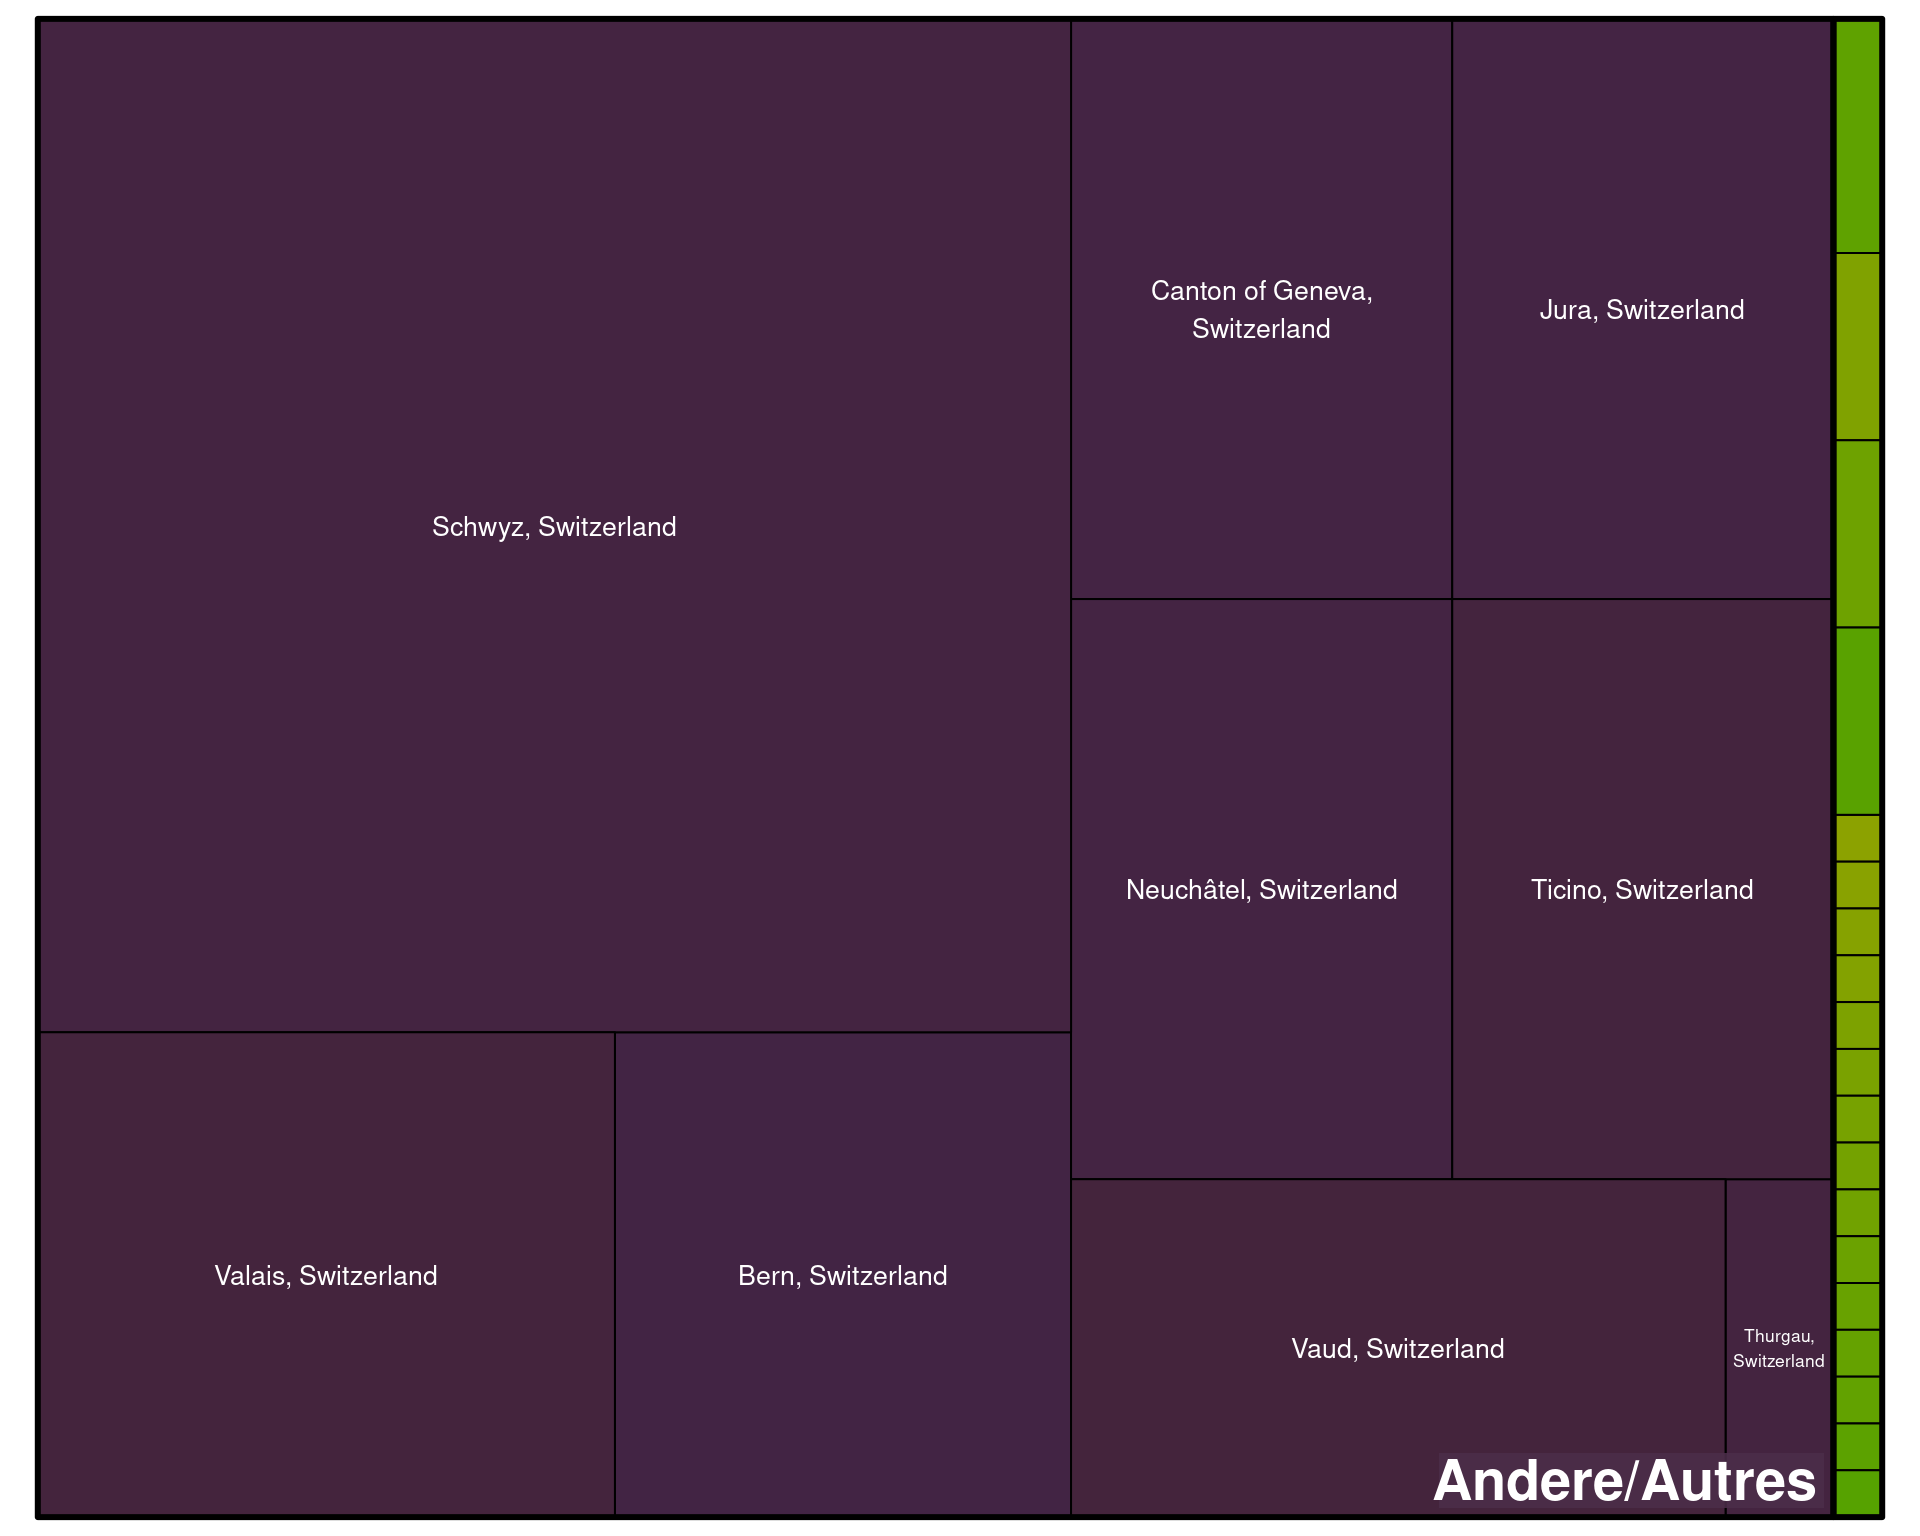 Canton of Geneva,
Switzerland
Jura, Switzerland
Schwyz, Switzerland
Neuchâtel, Switzerland
Ticino, Switzerland
Valais, Switzerland
Bern, Switzerland
Vaud, Switzerland
Thurgau,
Switzerland
Andere/Autres